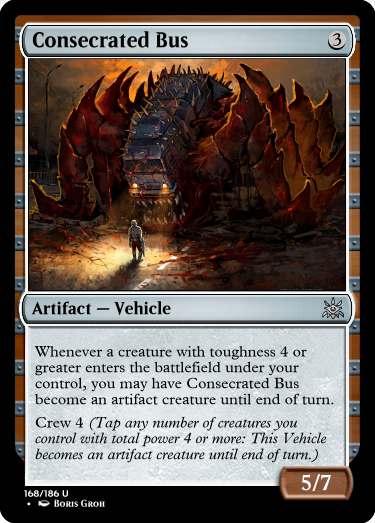 Consecrated Bus 3
Artifact — Vehicle
Whenever a creature with toughness 4 or
greater enters the battlefield under your
control, you may have Consecrated Bus
become an artifact creature until end of turn.
Crew 4 (Tap any number of creatures you
control with total power 4 or more: This Vehicle
becomes an artifact creature until end of turn.)
5/7
168/186 U
• Boris Groh